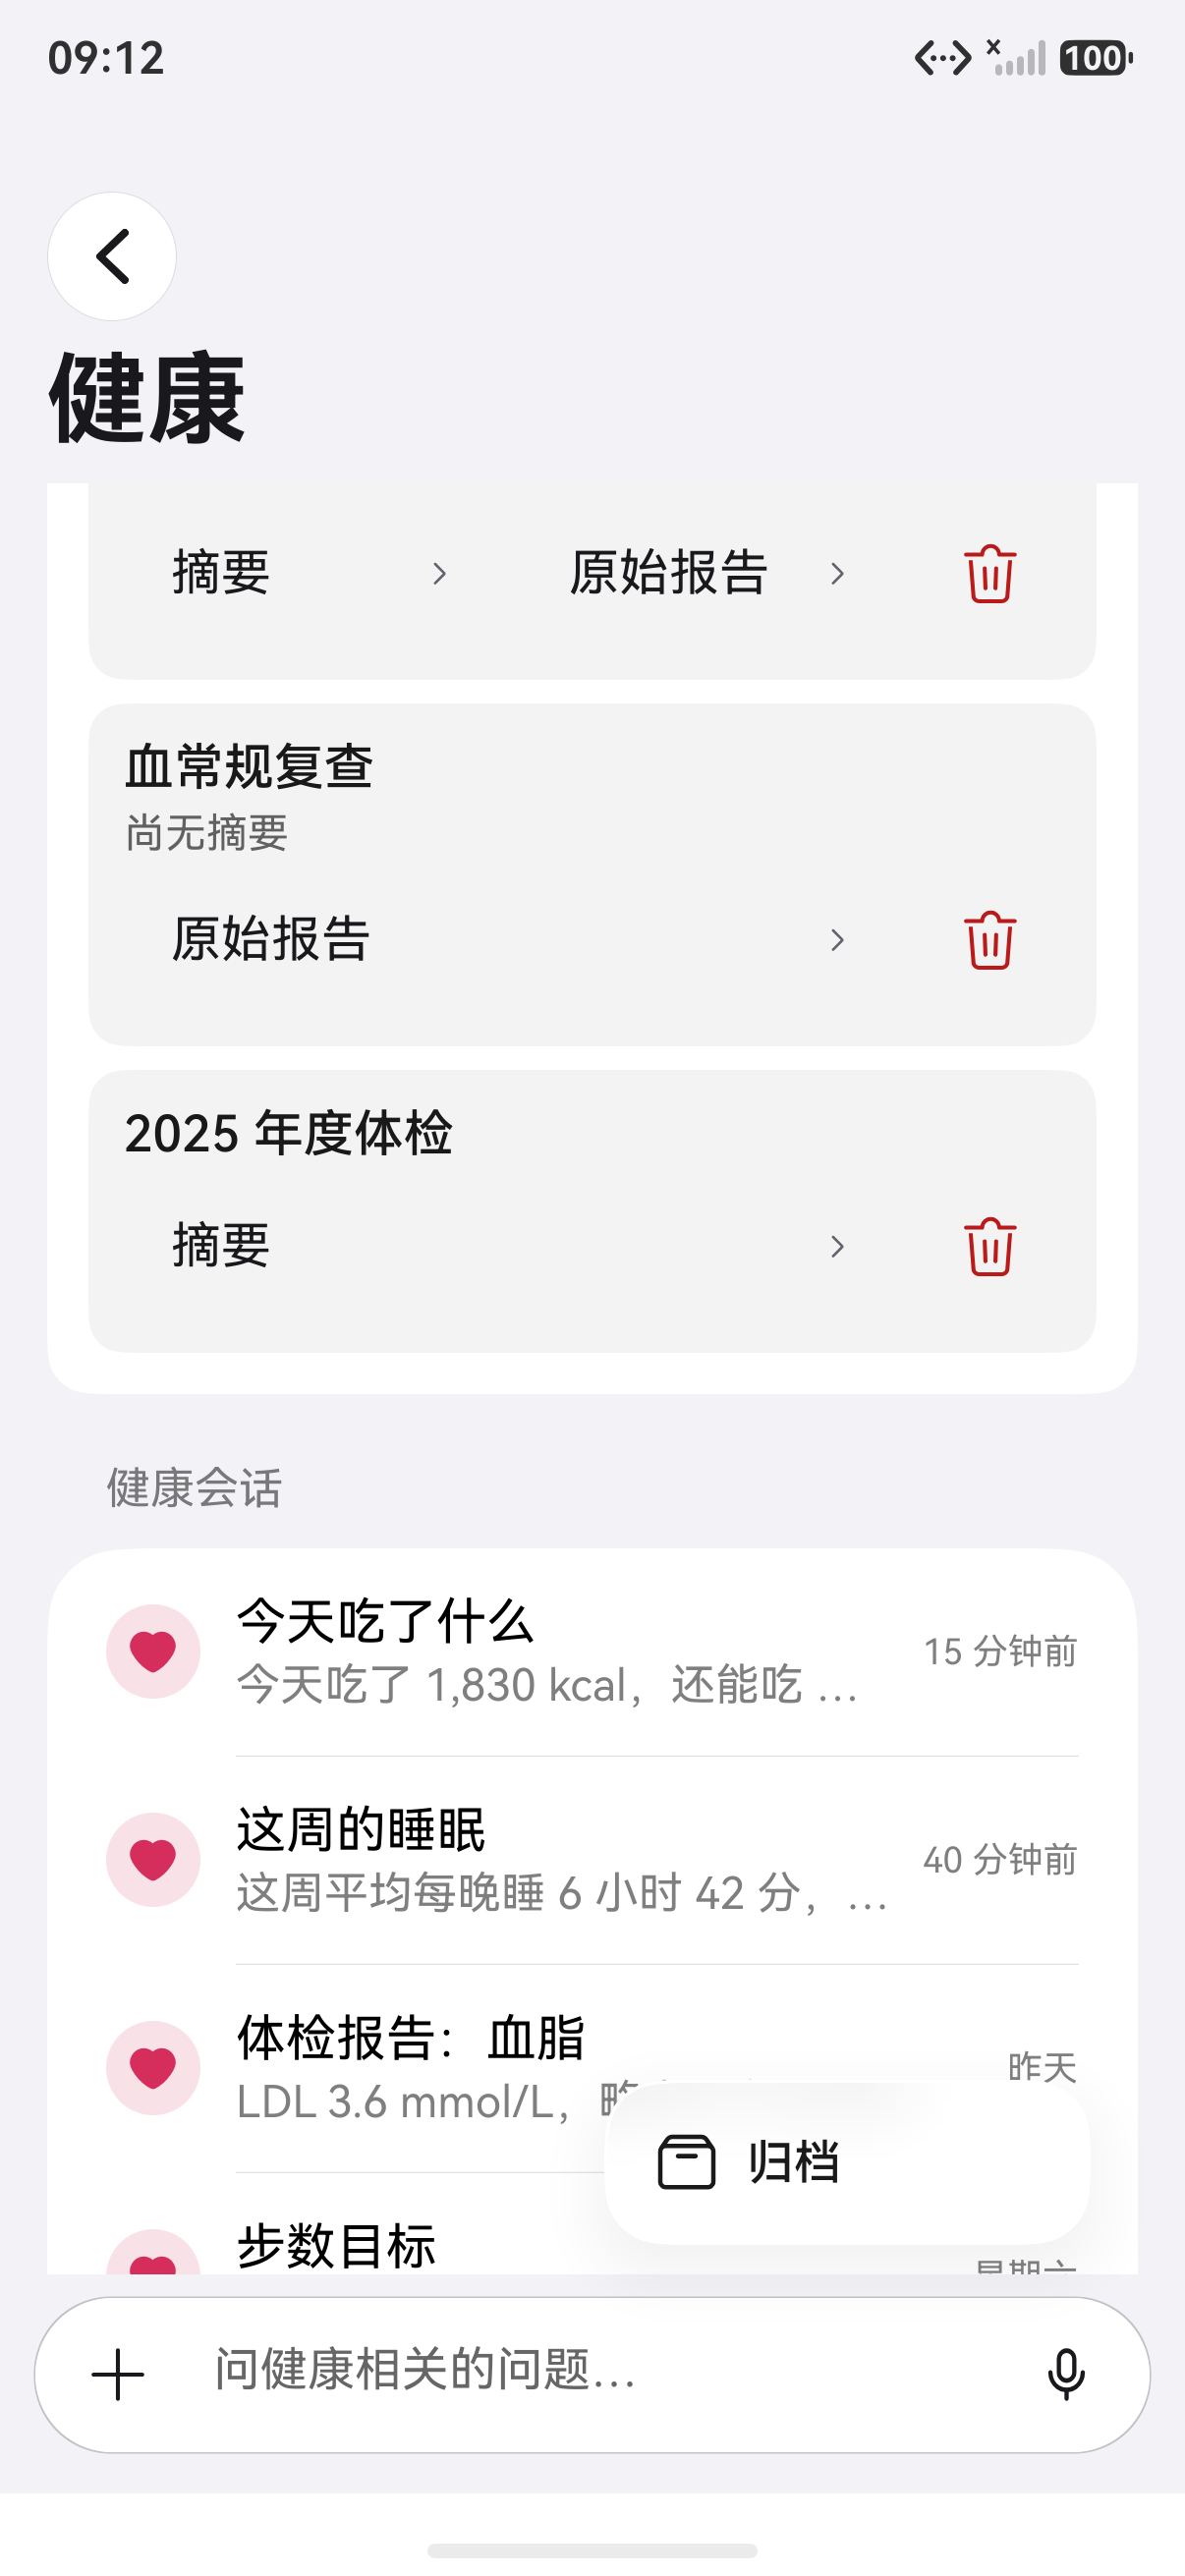 09:12
100
健康
摘要
原始报告
血常规复查
尚无摘要
原始报告
2025 年度体检
摘要
健康会话
今天吃了什么
15 分钟前
今天吃了 1,830 kcal，还能吃 …
这周的睡眠
40 分钟前
这周平均每晚睡 6 小时 42 分，…
体检报告：血脂
昨天
LDL 3.6 mmol/L，
归档
步数目标
问健康相关的问题...